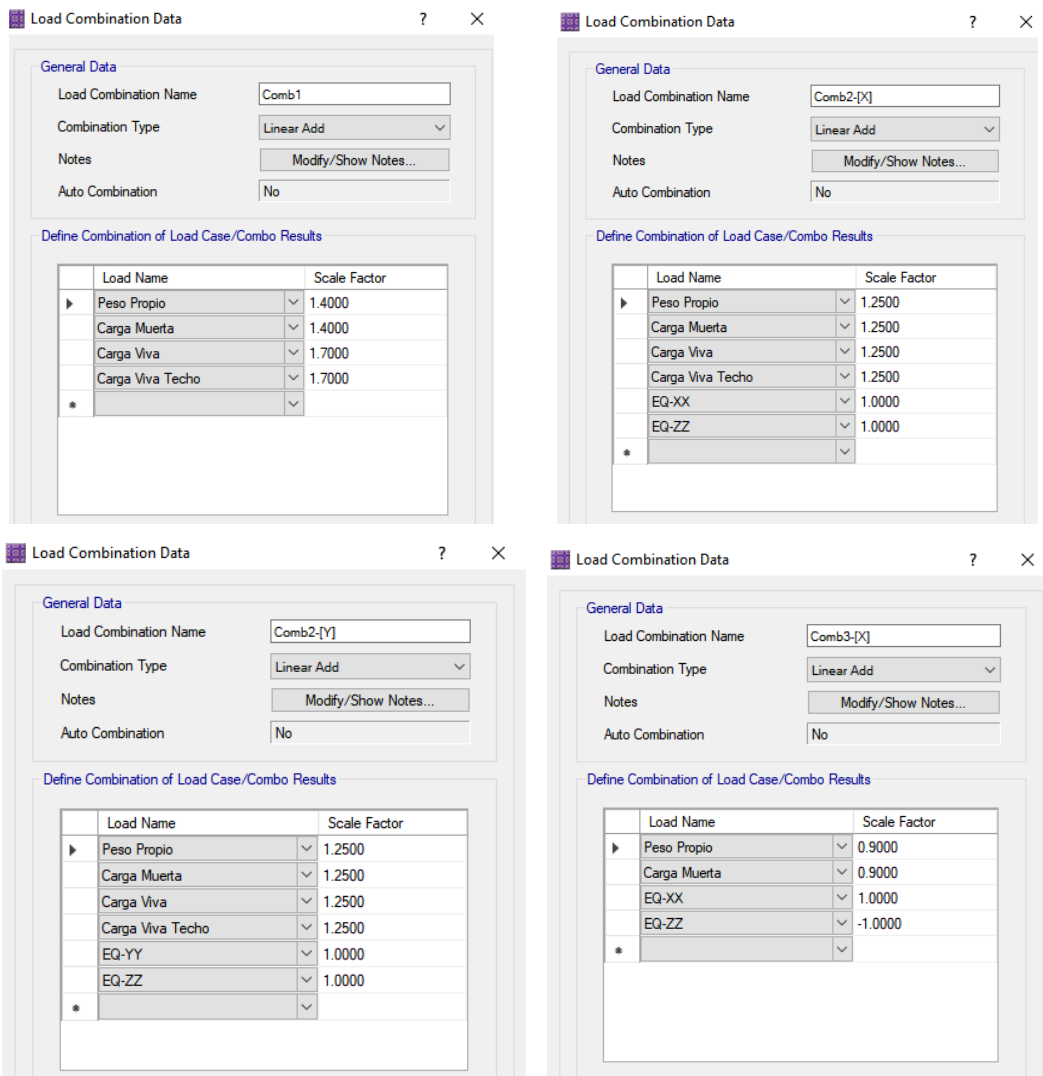 Load Combination Data ? ×
General Data
Load Combination Name Comb1
Combination Type Linear Add
Notes Modify/Show Notes...
Auto Combination No
Define Combination of Load Case/Combo Results
Load Name Scale Factor
Peso Propio 1.4000
Carga Muerta 1.4000
Carga Viva 1.7000
Carga Viva Techo 1.7000
*
Load Combination Data ? ×
General Data
Load Combination Name Comb2-[X]
Combination Type Linear Add
Notes Modify/Show Notes...
Auto Combination No
Define Combination of Load Case/Combo Results
Load Name Scale Factor
Peso Propio 1.2500
Carga Muerta 1.2500
Carga Viva 1.2500
Carga Viva Techo 1.2500
EQ-XX 1.0000
EQ-ZZ 1.0000
*
Load Combination Data ? ×
General Data
Load Combination Name Comb2-[Y]
Combination Type Linear Add
Notes Modify/Show Notes...
Auto Combination No
Define Combination of Load Case/Combo Results
Load Name Scale Factor
Peso Propio 1.2500
Carga Muerta 1.2500
Carga Viva 1.2500
Carga Viva Techo 1.2500
EQ-YY 1.0000
EQ-ZZ 1.0000
*
Load Combination Data ? ×
General Data
Load Combination Name Comb3-[X]
Combination Type Linear Add
Notes Modify/Show Notes...
Auto Combination No
Define Combination of Load Case/Combo Results
Load Name Scale Factor
Peso Propio 0.9000
Carga Muerta 0.9000
EQ-XX 1.0000
EQ-ZZ -1.0000
*